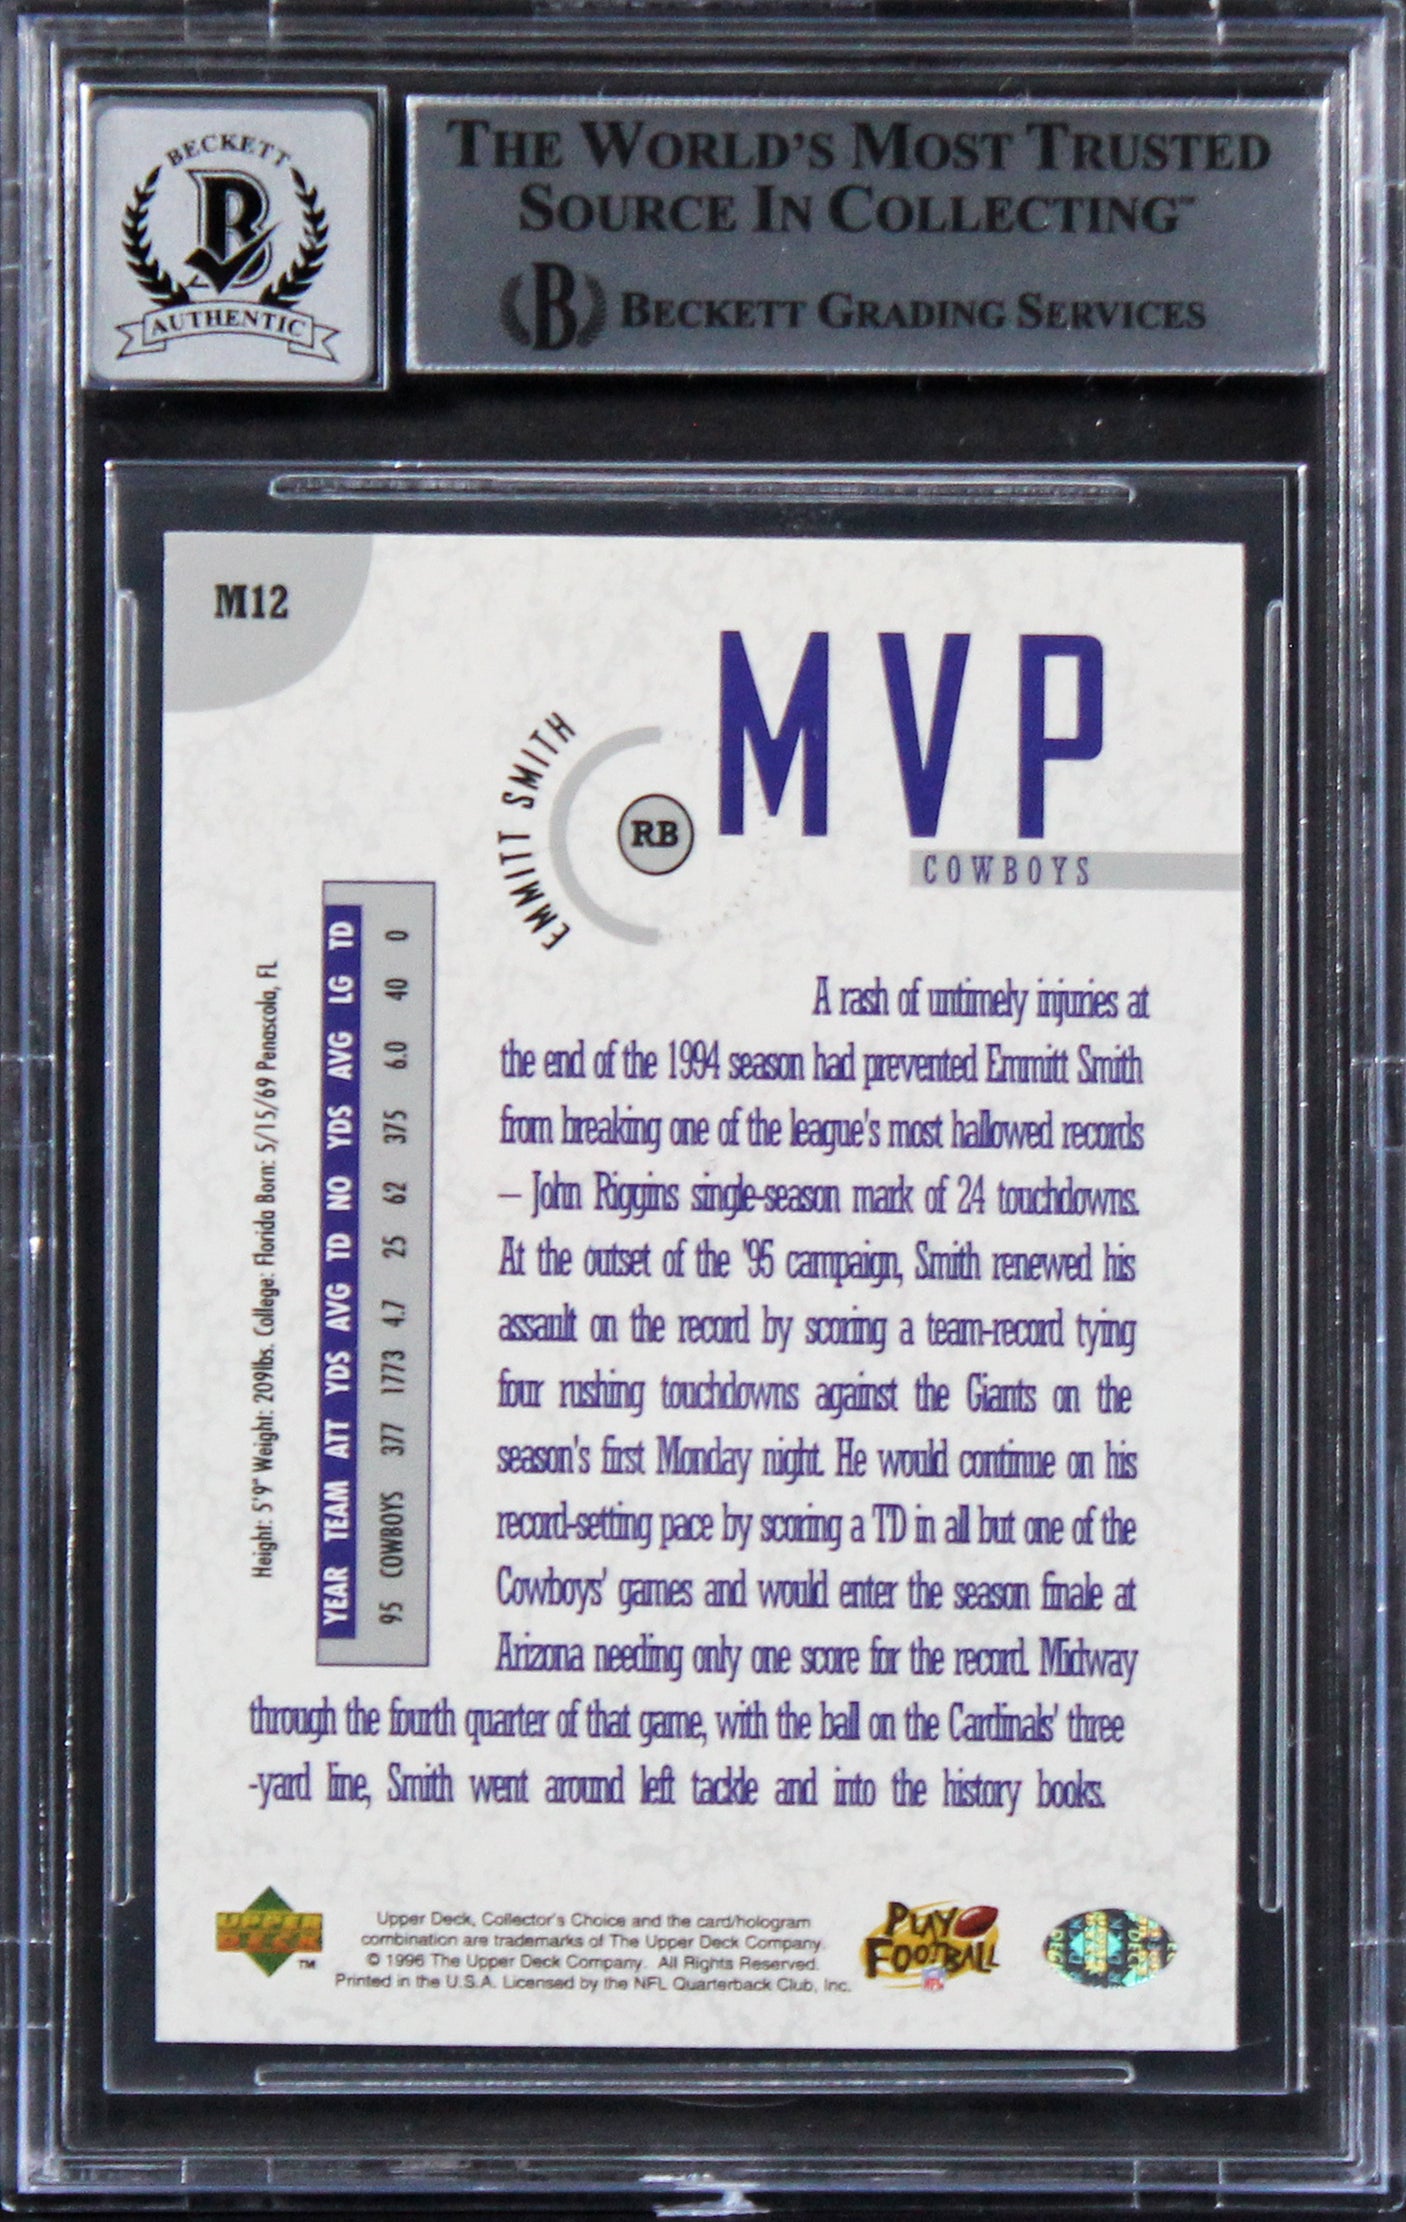 BECKETT
B
AUTHENTIC
THE WORLD'S MOST TRUSTED
SOURCE IN COLLECTING™
B BECKETT GRADING SERVICES
M12
MVP
COWBOYS
EMMITT SMITH
RB
Height: 5'9" Weight: 209lbs. College: Florida Born: 5/15/69 Penascola, FL
YEAR TEAM ATT YDS AVG TD NO YDS AVG LG TD
95 COWBOYS 377 1773 4.7 25 62 375 6.0 40 0
A rash of untimely injuries at
the end of the 1994 season had prevented Emmitt Smith
from breaking one of the league's most hallowed records
– John Riggins single-season mark of 24 touchdowns.
At the outset of the '95 campaign, Smith renewed his
assault on the record by scoring a team-record tying
four rushing touchdowns against the Giants on the
season's first Monday night. He would continue on his
record-setting pace by scoring a TD in all but one of the
Cowboys' games and would enter the season finale at
Arizona needing only one score for the record. Midway
through the fourth quarter of that game, with the ball on the Cardinals' three
-yard line, Smith went around left tackle and into the history books.
UPPER
DECK
™
Upper Deck, Collector's Choice and the card/hologram
combination are trademarks of The Upper Deck Company.
© 1996 The Upper Deck Company. All Rights Reserved.
Printed in the U.S.A. Licensed by the NFL Quarterback Club, Inc.
PLAY
FOOTBALL
NFL